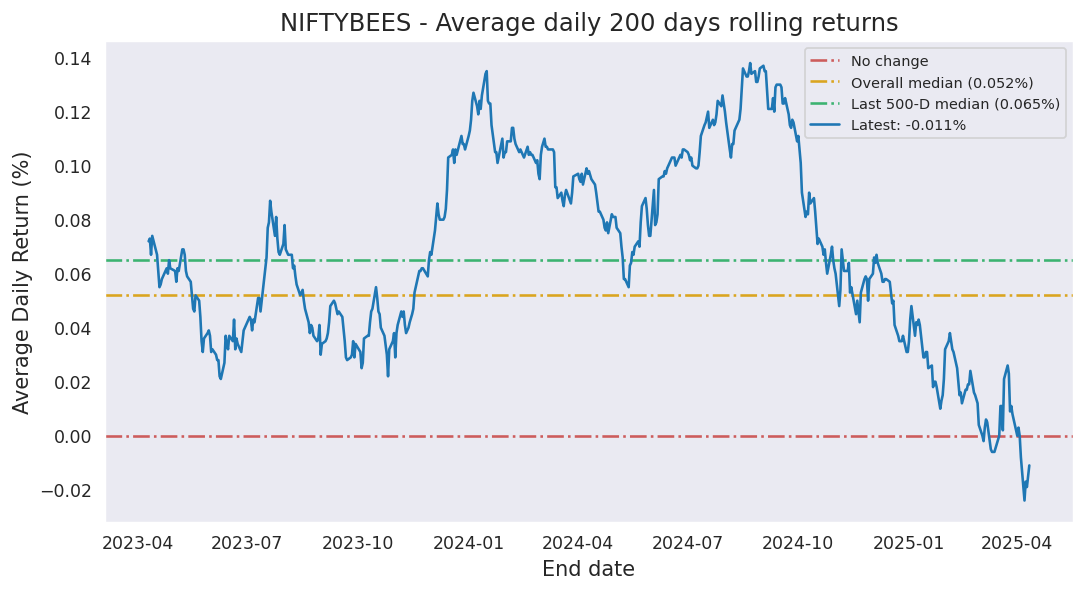 NIFTYBEES - Average daily 200 days rolling returns
No change
Overall median (0.052%)
Last 500-D median (0.065%)
Latest: -0.011%
Average Daily Return (%)
0.14
0.12
0.10
0.08
0.06
0.04
0.02
0.00
−0.02
2023-04 2023-07 2023-10 2024-01 2024-04 2024-07 2024-10 2025-01 2025-04
End date